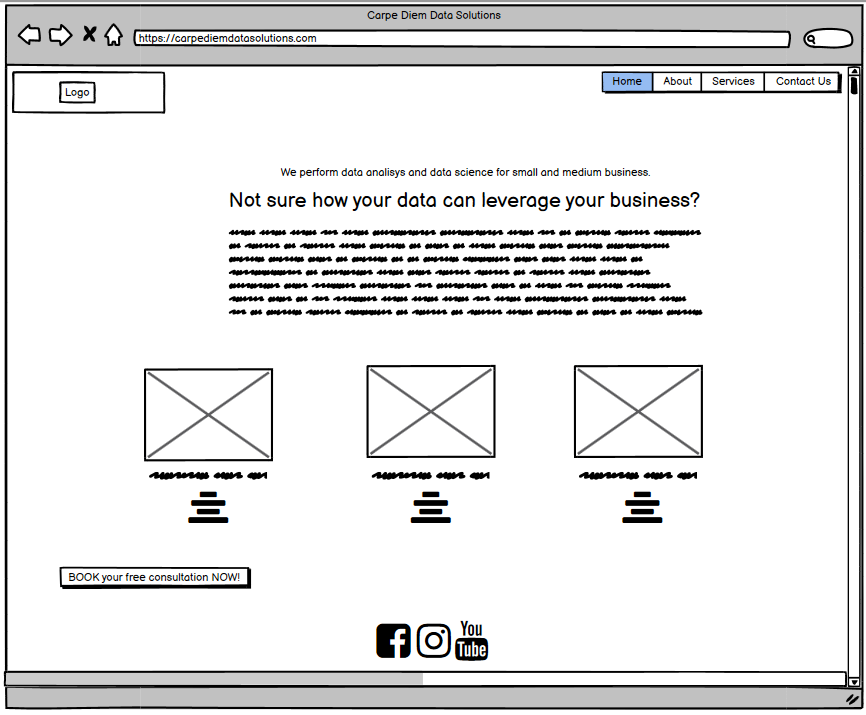 Carpe Diem Data Solutions
https://carpediemdatasolutions.com
Logo
Home About Services Contact Us
We perform data analisys and data science for small and medium business.
Not sure how your data can leverage your business?
BOOK your free consultation NOW!
You
Tube